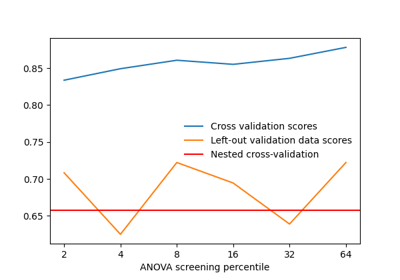 0.85
0.80
0.75
0.70
0.65
Cross validation scores
Left-out validation data scores
Nested cross-validation
2 4 8 16 32 64
ANOVA screening percentile